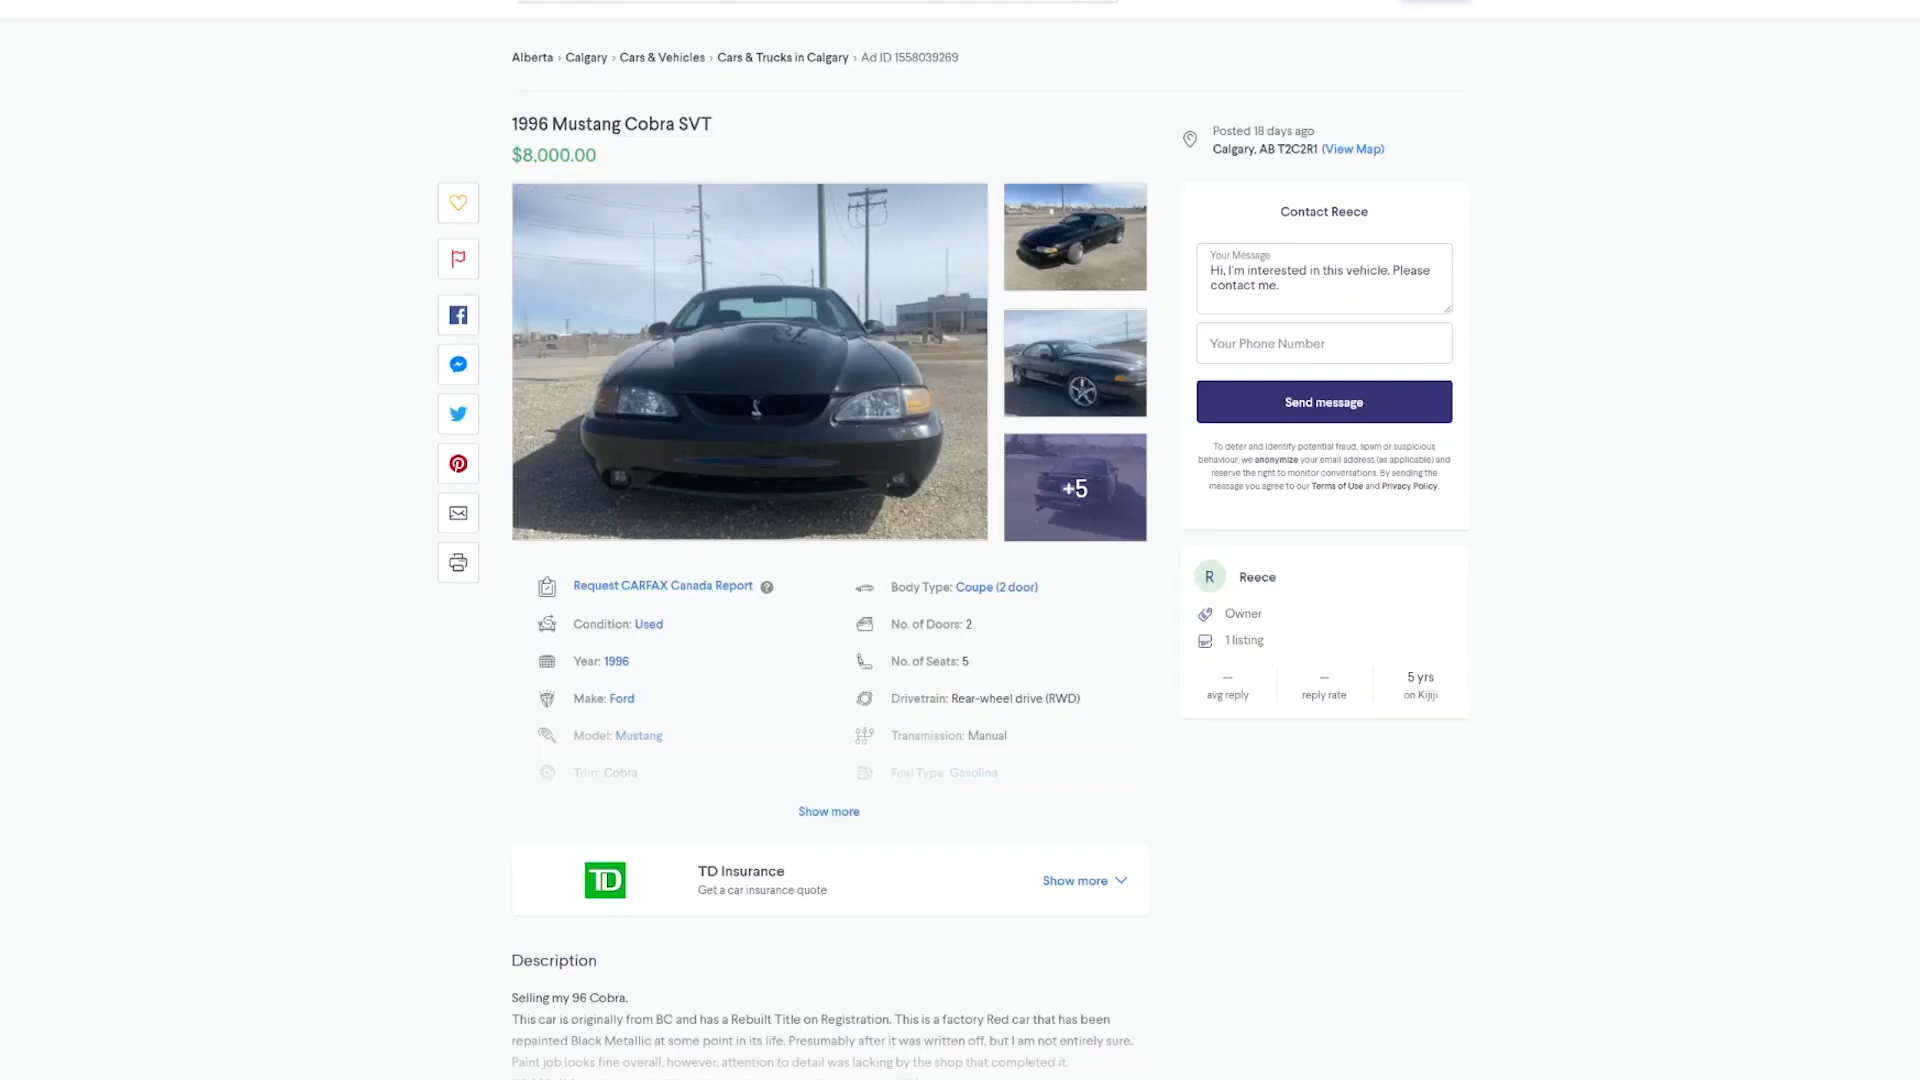 Alberta › Calgary › Cars & Vehicles › Cars & Trucks in Calgary › Ad ID 1558039269
1996 Mustang Cobra SVT
$8,000.00
Posted 18 days ago
Calgary, AB T2C2R1 (View Map)
+5
Contact Reece
Your Message
Hi, I'm interested in this vehicle. Please
contact me.
Your Phone Number
Send message
To deter and identify potential fraud, spam or suspicious
behaviour, we anonymize your email address (as applicable) and
reserve the right to monitor conversations. By sending the
message you agree to our Terms of Use and Privacy Policy.
R Reece
Owner
1 listing
-- avg reply
-- reply rate
5 yrs on Kijiji
Request CARFAX Canada Report ?
Condition: Used
Year: 1996
Make: Ford
Model: Mustang
Trim: Cobra
Body Type: Coupe (2 door)
No. of Doors: 2
No. of Seats: 5
Drivetrain: Rear-wheel drive (RWD)
Transmission: Manual
Fuel Type: Gasoline
Show more
TD
TD Insurance
Get a car insurance quote
Show more
Description
Selling my 96 Cobra.
This car is originally from BC and has a Rebuilt Title on Registration. This is a factory Red car that has been
repainted Black Metallic at some point in its life. Presumably after it was written off, but I am not entirely sure.
Paint job looks fine overall, however, attention to detail was lacking by the shop that completed it.